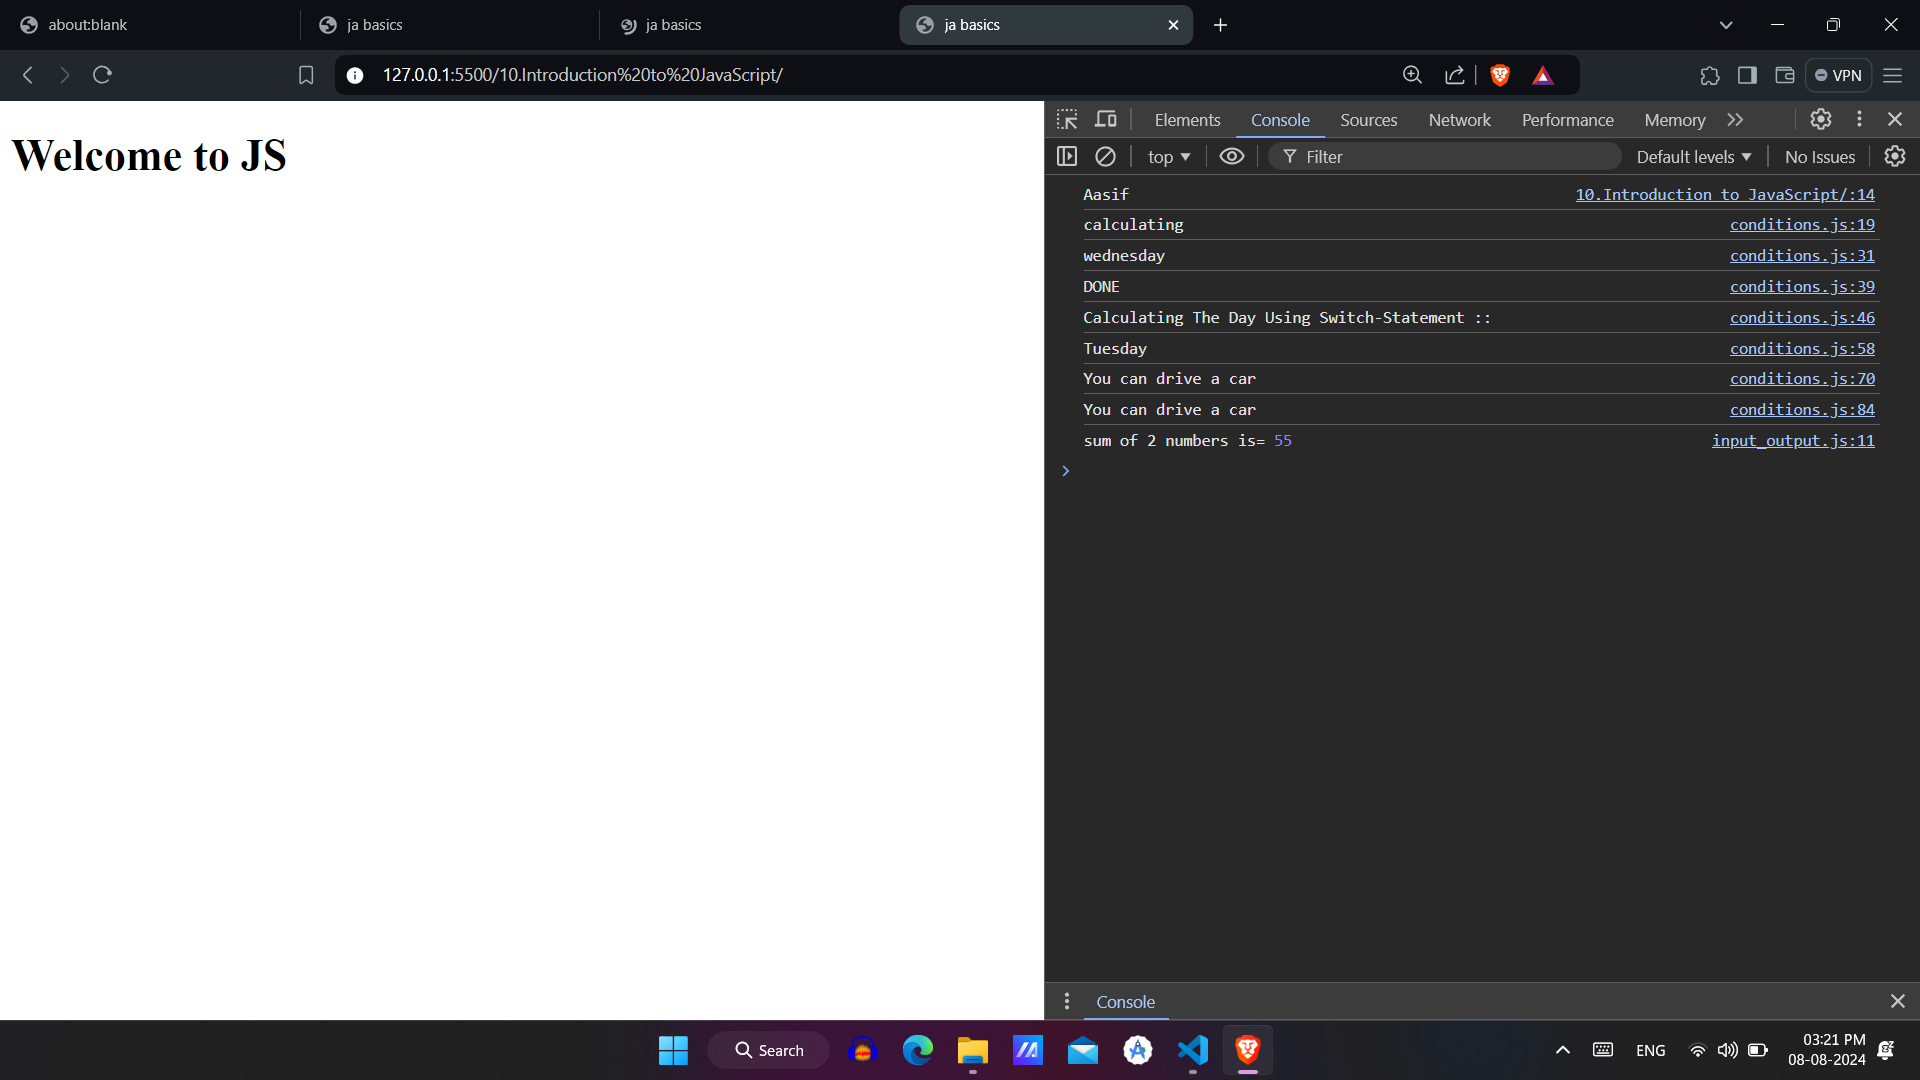 about:blank
ja basics
ja basics
ja basics
127.0.0.1:5500/10.Introduction%20to%20JavaScript/
VPN
Welcome to JS
Elements Console Sources Network Performance Memory
top Filter Default levels No Issues
Aasif 10.Introduction to JavaScript/:14
calculating conditions.js:19
wednesday conditions.js:31
DONE conditions.js:39
Calculating The Day Using Switch-Statement :: conditions.js:46
Tuesday conditions.js:58
You can drive a car conditions.js:70
You can drive a car conditions.js:84
sum of 2 numbers is= 55 input_output.js:11
Console
Search
ENG
03:21 PM
08-08-2024